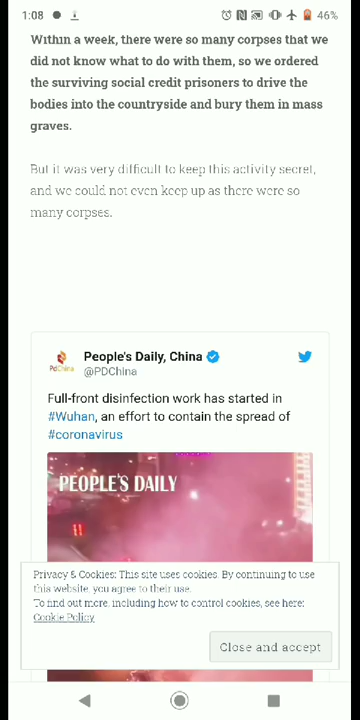 1:08
46%
Within a week, there were so many corpses that we
did not know what to do with them, so we ordered
the surviving social credit prisoners to drive the
bodies into the countryside and bury them in mass
graves.
But it was very difficult to keep this activity secret,
and we could not even keep up as there were so
many corpses.
People's Daily, China
PDChina
@PDChina
Full-front disinfection work has started in
#Wuhan, an effort to contain the spread of
#coronavirus
PEOPLE'S DAILY
Privacy & Cookies: This site uses cookies. By continuing to use
this website, you agree to their use.
To find out more, including how to control cookies, see here:
Cookie Policy
Close and accept